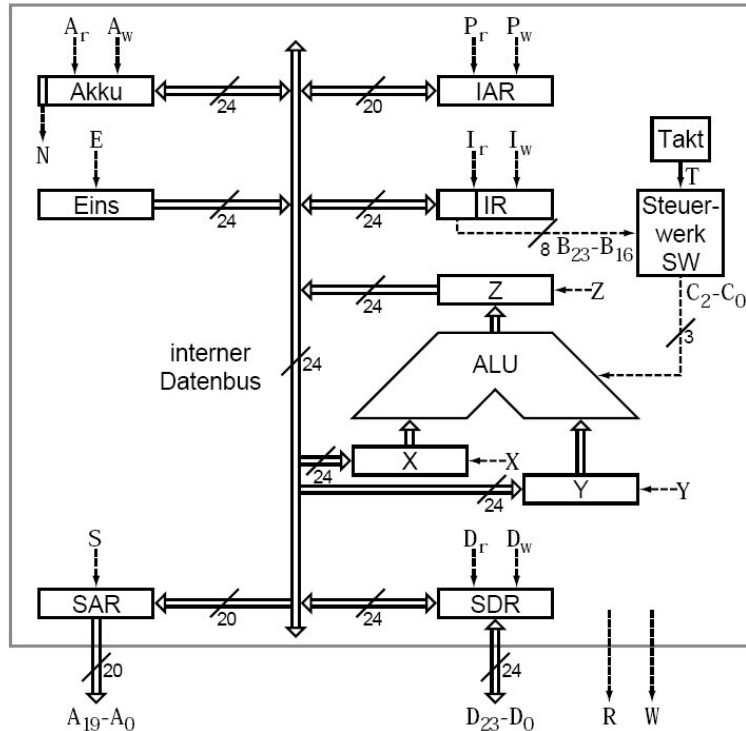 Ar Aw Pr Pw
Akku 24 20 IAR
N E Ir Iw Takt
T
Eins 24 24 IR Steuer-
werk
SW
8 B23-B16
24 Z Z C2-C0
3
interner
Datenbus 24 ALU
24 X X
24 Y Y
S Dr Dw
SAR 20 24 SDR
20 24
A19-A0 D23-D0 R W